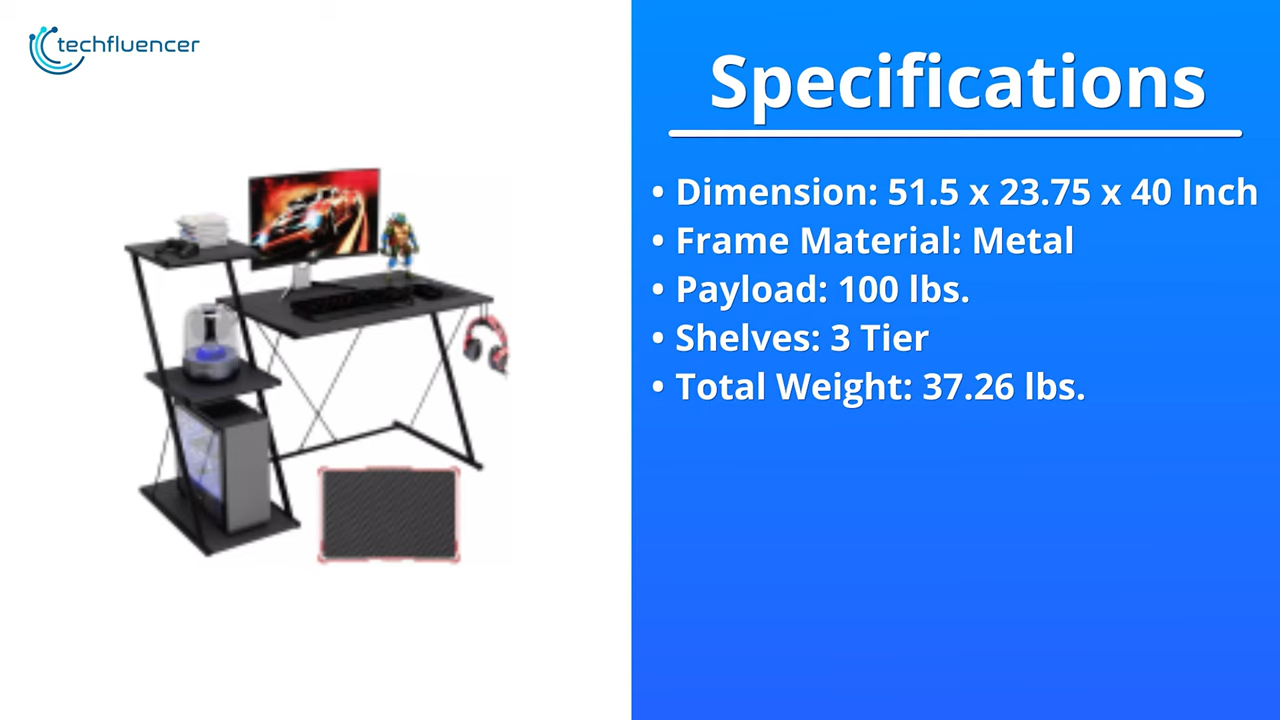 techfluencer
Specifications
• Dimension: 51.5 x 23.75 x 40 Inch
• Frame Material: Metal
• Payload: 100 lbs.
• Shelves: 3 Tier
• Total Weight: 37.26 lbs.